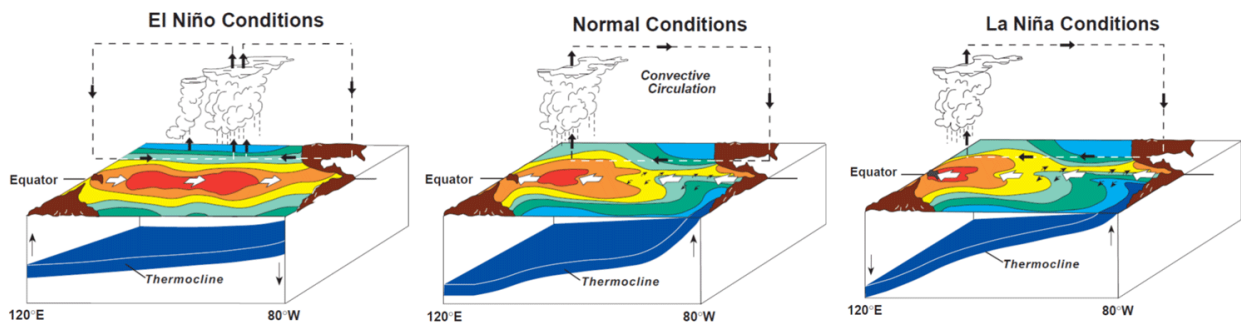 El Niño Conditions
Equator
Thermocline
120°E
80°W
Normal Conditions
Convective
Circulation
Equator
Thermocline
120°E
80°W
La Niña Conditions
Equator
Thermocline
120°E
80°W